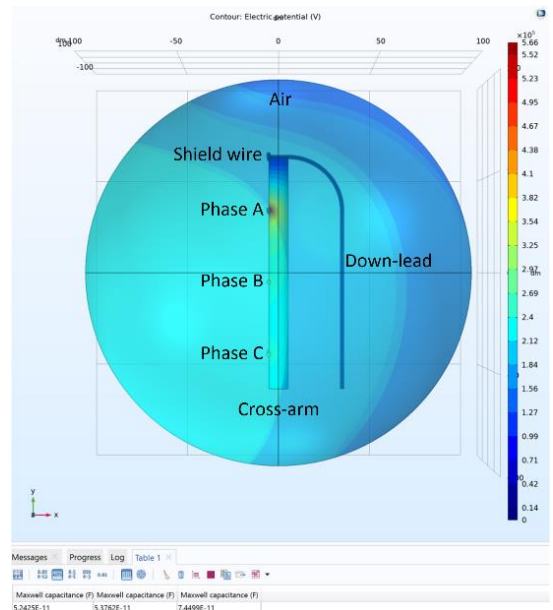 Contour: Electric potential (V)
dm
100
-50
0
50
100
-100
×10⁵
Air
Shield wire
Phase A
Phase B
Phase C
Down-lead
Cross-arm
5.66
5.52
5.23
4.95
4.67
4.38
4.1
3.82
3.54
3.25
2.97
2.69
2.4
2.12
1.84
1.56
1.27
0.99
0.71
0.42
0.14
0
y
x
Messages Progress Log Table 1
Maxwell capacitance (F) Maxwell capacitance (F) Maxwell capacitance (F)
5.2425E-11 5.3762E-11 7.4499E-11